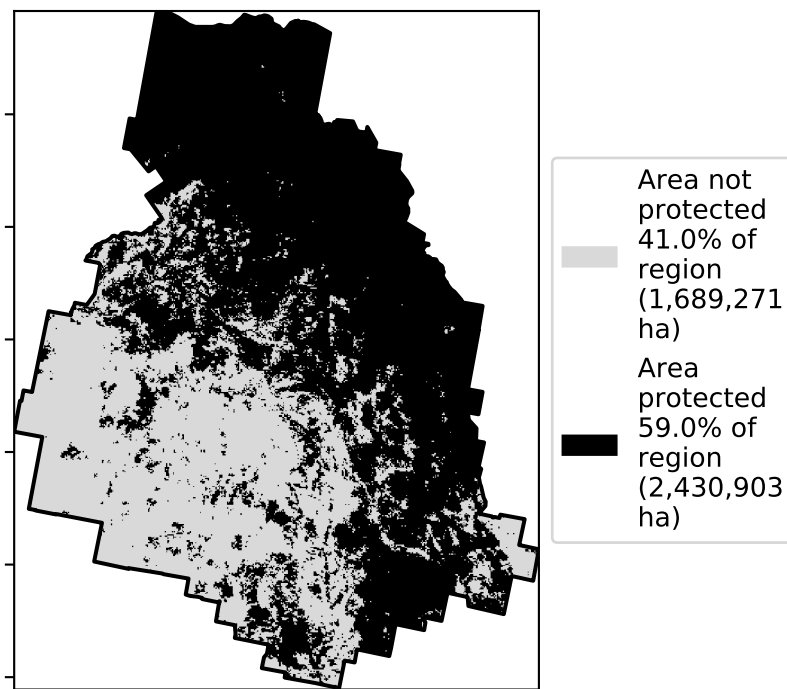 Area not
protected
41.0% of
region
(1,689,271
ha)
Area
protected
59.0% of
region
(2,430,903
ha)